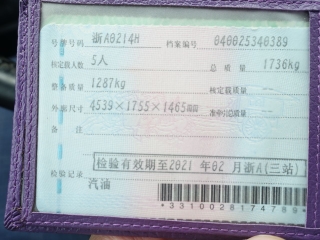 号牌号码 浙A0214H 档案编号 040025340389
核定载人数 5人 总质量 1736kg
整备质量 1287kg 核定载质量
外廓尺寸 4539×1755×1465 准牵引总质量
备注
检验有效期至2021 年02 月浙A(三站)
检验记录
汽油
*3310028174789*